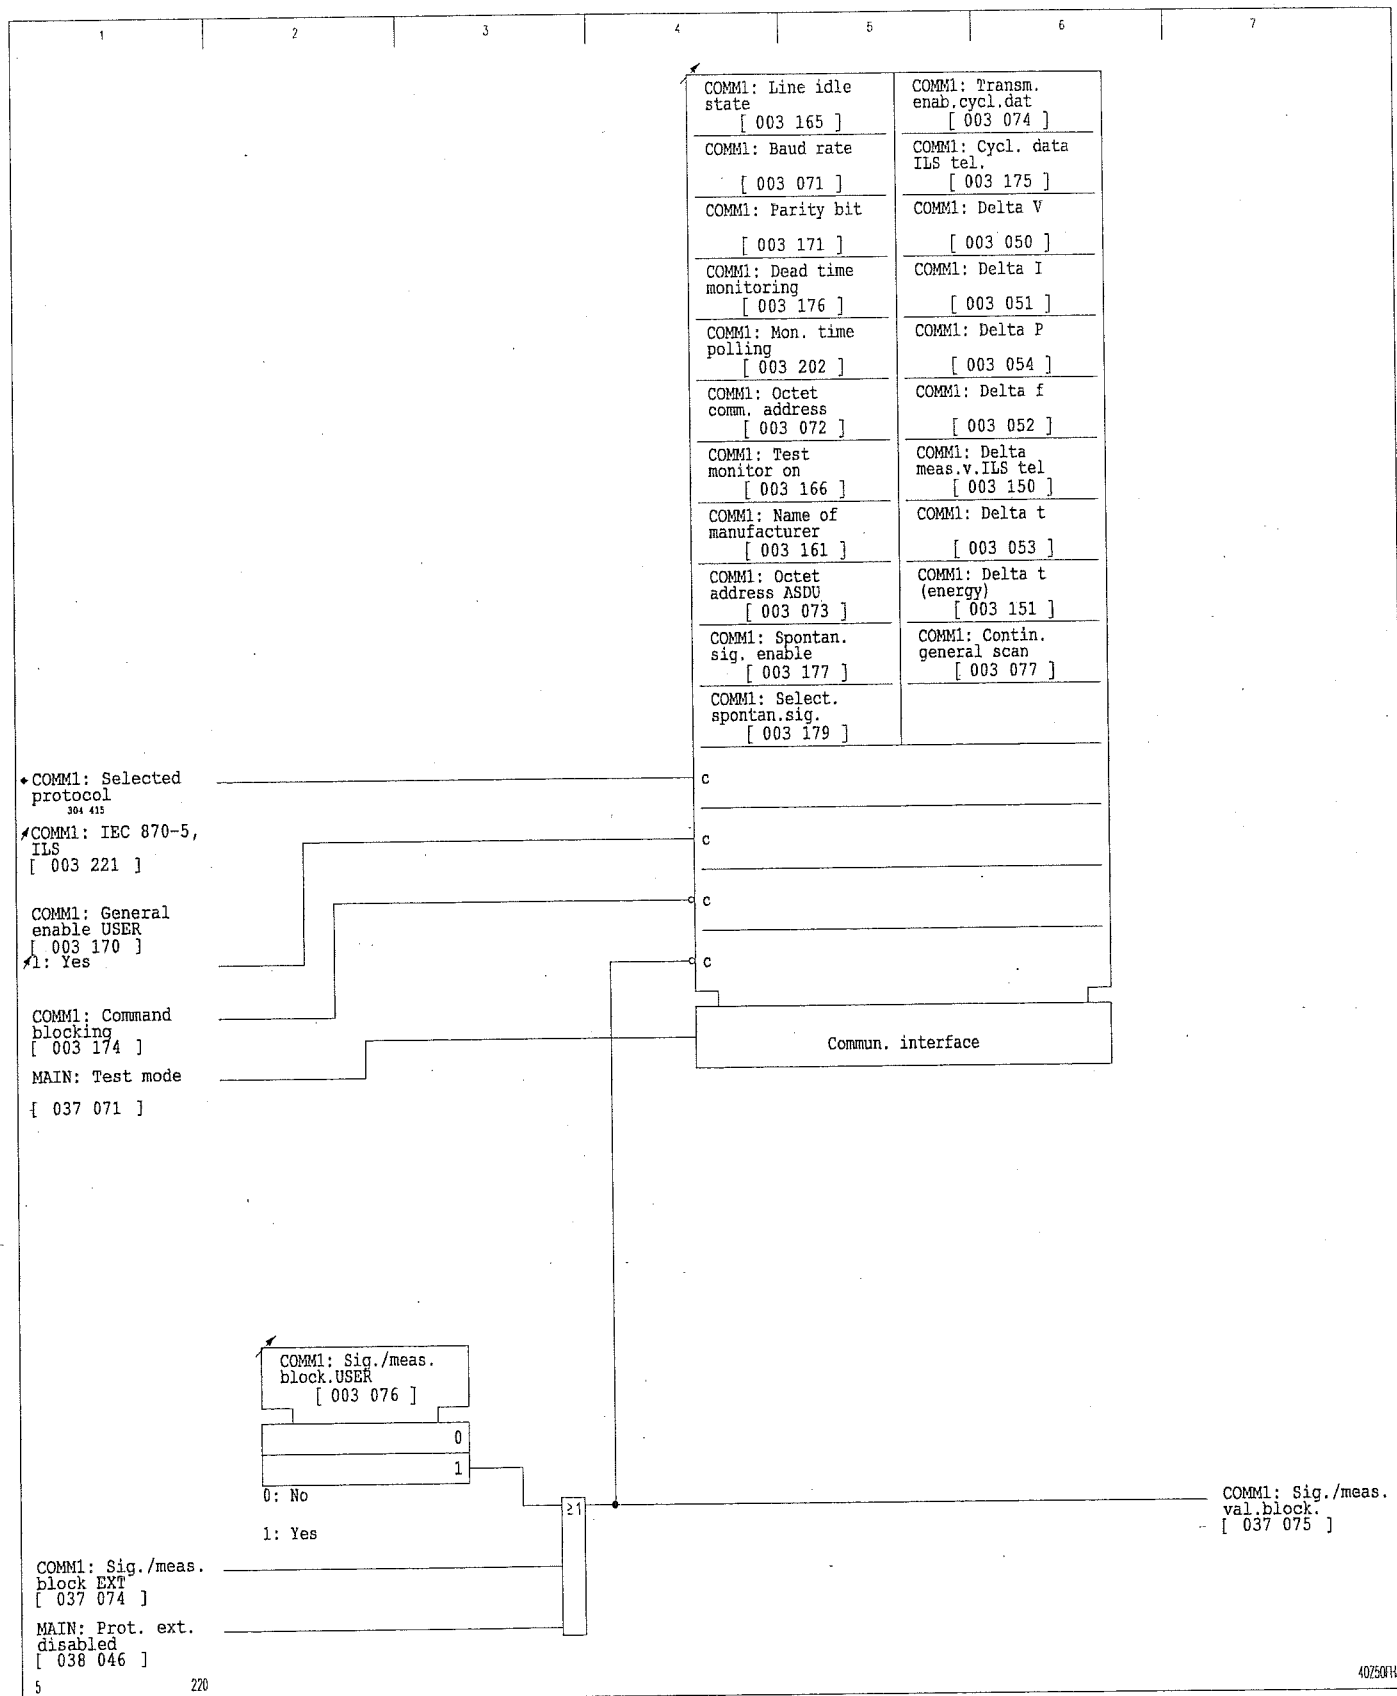 1 2 3 4 5 6 7
COMM1: Line idle
state
[ 003 165 ]
COMM1: Baud rate
[ 003 071 ]
COMM1: Parity bit
[ 003 171 ]
COMM1: Dead time
monitoring
[ 003 176 ]
COMM1: Mon. time
polling
[ 003 202 ]
COMM1: Octet
comm. address
[ 003 072 ]
COMM1: Test
monitor on
[ 003 166 ]
COMM1: Name of
manufacturer
[ 003 161 ]
COMM1: Octet
address ASDU
[ 003 073 ]
COMM1: Spontan.
sig. enable
[ 003 177 ]
COMM1: Select.
spontan.sig.
[ 003 179 ]
COMM1: Transm.
enab.cycl.dat
[ 003 074 ]
COMM1: Cycl. data
ILS tel.
[ 003 175 ]
COMM1: Delta V
[ 003 050 ]
COMM1: Delta I
[ 003 051 ]
COMM1: Delta P
[ 003 054 ]
COMM1: Delta f
[ 003 052 ]
COMM1: Delta
meas.v.ILS tel
[ 003 150 ]
COMM1: Delta t
[ 003 053 ]
COMM1: Delta t
(energy)
[ 003 151 ]
COMM1: Contin.
general scan
[ 003 077 ]
COMM1: Selected
protocol
304 415
COMM1: IEC 870-5,
ILS
[ 003 221 ]
COMM1: General
enable USER
[ 003 170 ]
1: Yes
COMM1: Command
blocking
[ 003 174 ]
MAIN: Test mode
[ 037 071 ]
C
C
C
C
Commun. interface
COMM1: Sig./meas.
block.USER
[ 003 076 ]
0
1
0: No
1: Yes
≥1
COMM1: Sig./meas.
block EXT
[ 037 074 ]
MAIN: Prot. ext.
disabled
[ 038 046 ]
COMM1: Sig./meas.
val.block.
[ 037 075 ]
5 220